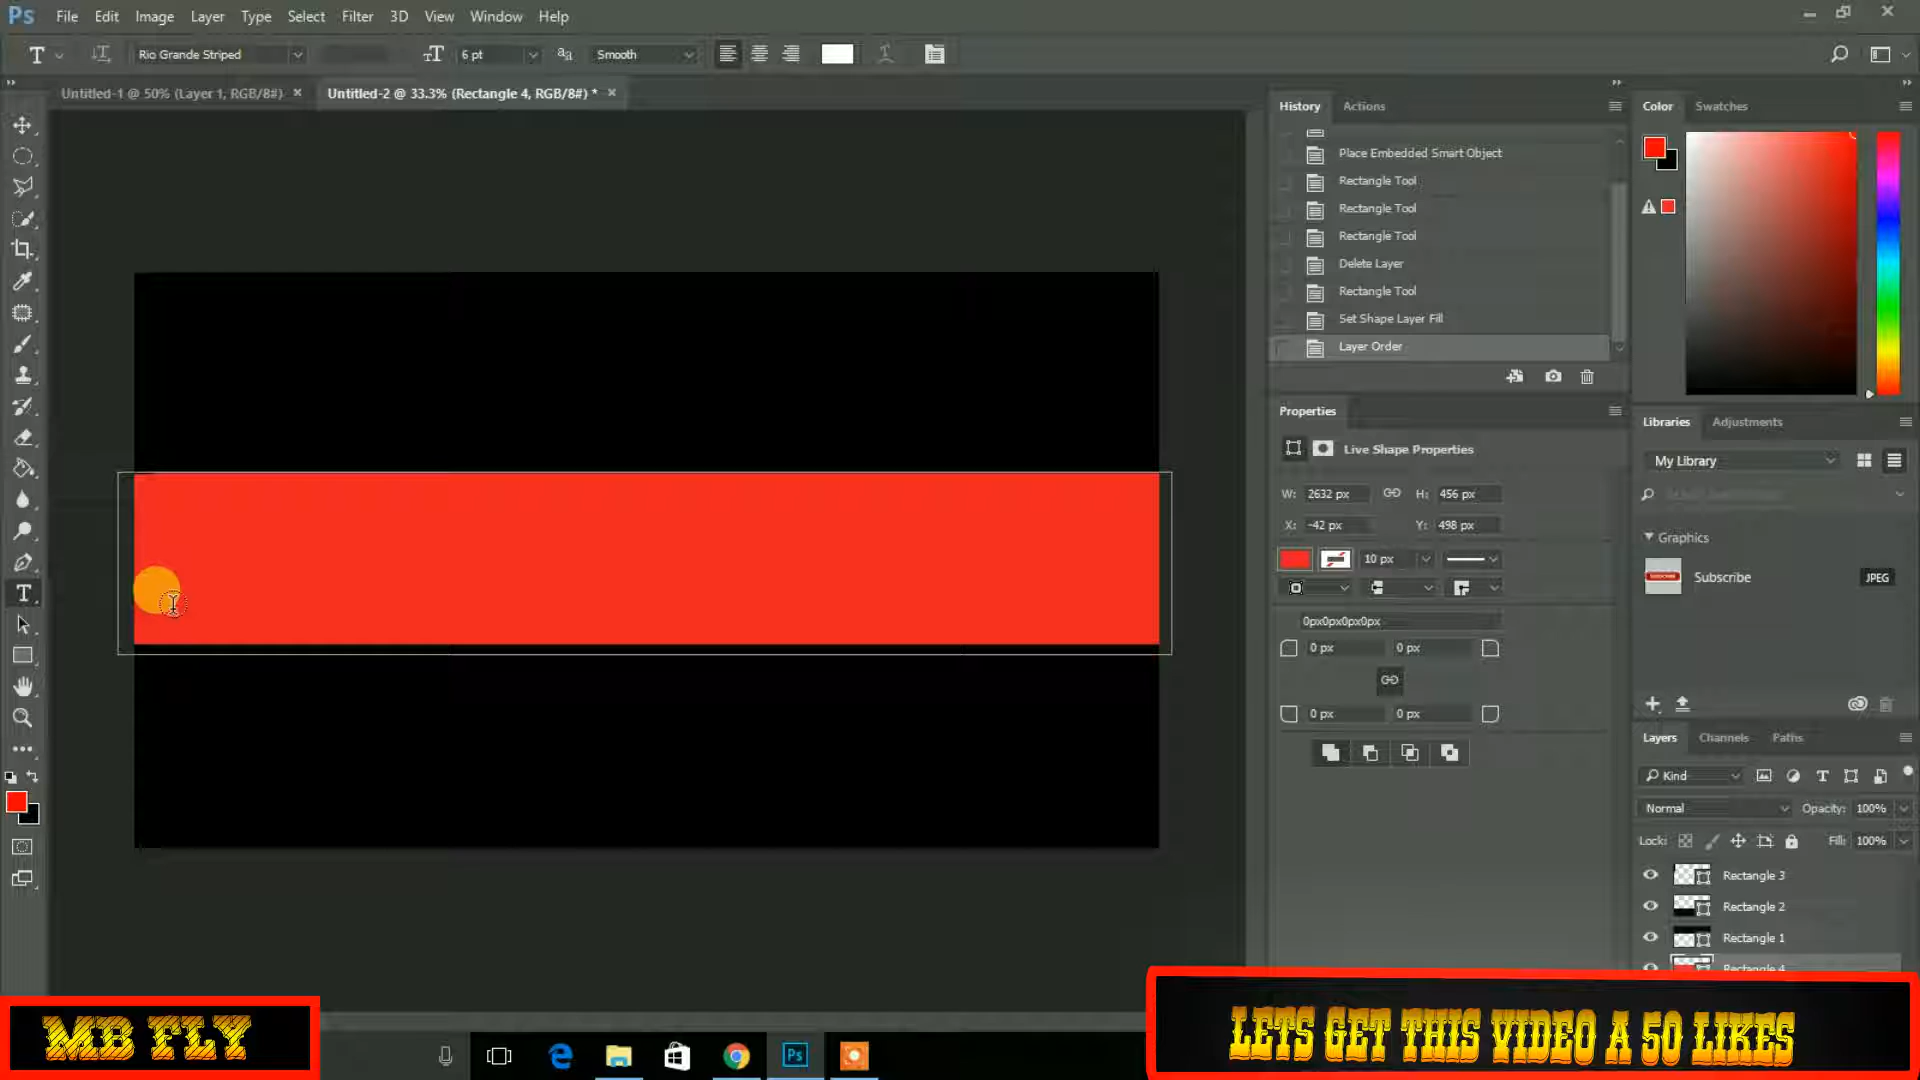 Ps File Edit Image Layer Type Select Filter 3D View Window Help
T Rio Grande Striped 6 pt aa Smooth
Untitled-1 @ 50% (Layer 1, RGB/8#) × Untitled-2 @ 33.3% (Rectangle 4, RGB/8#) * ×
History Actions
Place Embedded Smart Object
Rectangle Tool
Rectangle Tool
Rectangle Tool
Delete Layer
Rectangle Tool
Set Shape Layer Fill
Layer Order
Properties
Live Shape Properties
W: 2632 px H: 456 px
X: -42 px Y: 498 px
10 px
0px0px0px0px
0 px 0 px
0 px 0 px
Color Swatches
Libraries Adjustments
My Library
Graphics
Subscribe JPEG
Layers Channels Paths
Kind
Normal Opacity: 100%
Lock: Fill: 100%
Rectangle 3
Rectangle 2
Rectangle 1
Rectangle 4
MB FLY
Ps
LETS GET THIS VIDEO A 50 LIKES